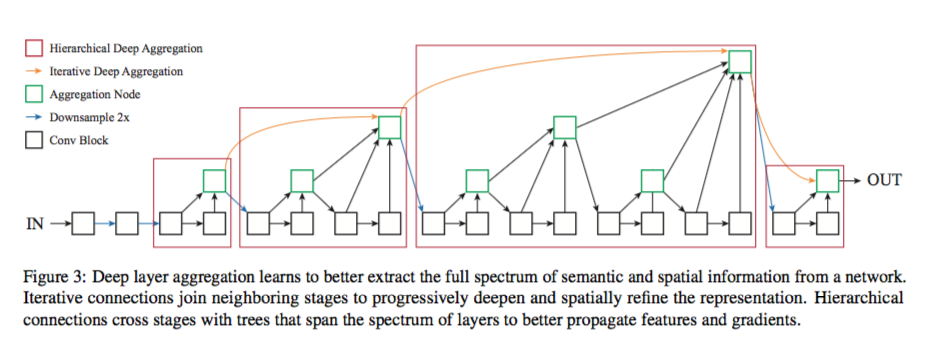 Hierarchical Deep Aggregation
Iterative Deep Aggregation
Aggregation Node
Downsample 2x
Conv Block
IN
OUT
Figure 3: Deep layer aggregation learns to better extract the full spectrum of semantic and spatial information from a network.
Iterative connections join neighboring stages to progressively deepen and spatially refine the representation. Hierarchical
connections cross stages with trees that span the spectrum of layers to better propagate features and gradients.